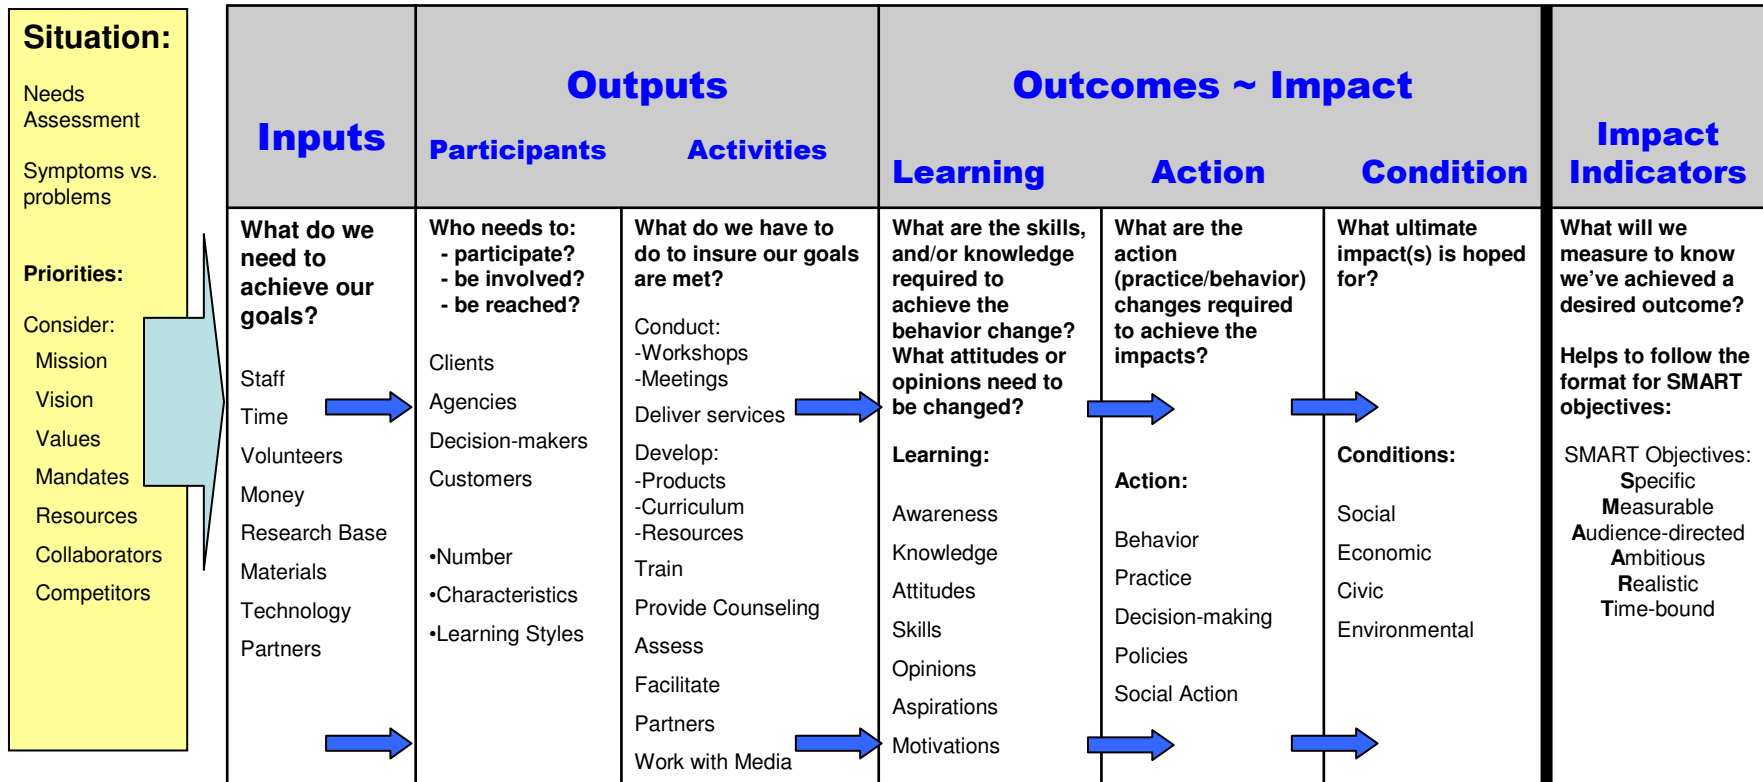 Situation:
Needs
Assessment
Symptoms vs.
problems
Priorities:
Consider:
Mission
Vision
Values
Mandates
Resources
Collaborators
Competitors
Inputs
What do we
need to
achieve our
goals?
Staff
Time
Volunteers
Money
Research Base
Materials
Technology
Partners
Outputs
Participants
Who needs to:
- participate?
- be involved?
- be reached?
Clients
Agencies
Decision-makers
Customers
•Number
•Characteristics
•Learning Styles
Activities
What do we have to
do to insure our goals
are met?
Conduct:
-Workshops
-Meetings
Deliver services
Develop:
-Products
-Curriculum
-Resources
Train
Provide Counseling
Assess
Facilitate
Partners
Work with Media
Outcomes ~ Impact
Learning
What are the skills,
and/or knowledge
required to
achieve the
behavior change?
What attitudes or
opinions need to
be changed?
Learning:
Awareness
Knowledge
Attitudes
Skills
Opinions
Aspirations
Motivations
Action
What are the
action
(practice/behavior)
changes required
to achieve the
impacts?
Action:
Behavior
Practice
Decision-making
Policies
Social Action
Condition
What ultimate
impact(s) is hoped
for?
Conditions:
Social
Economic
Civic
Environmental
Impact
Indicators
What will we
measure to know
we've achieved a
desired outcome?
Helps to follow the
format for SMART
objectives:
SMART Objectives:
Specific
Measurable
Audience-directed
Ambitious
Realistic
Time-bound